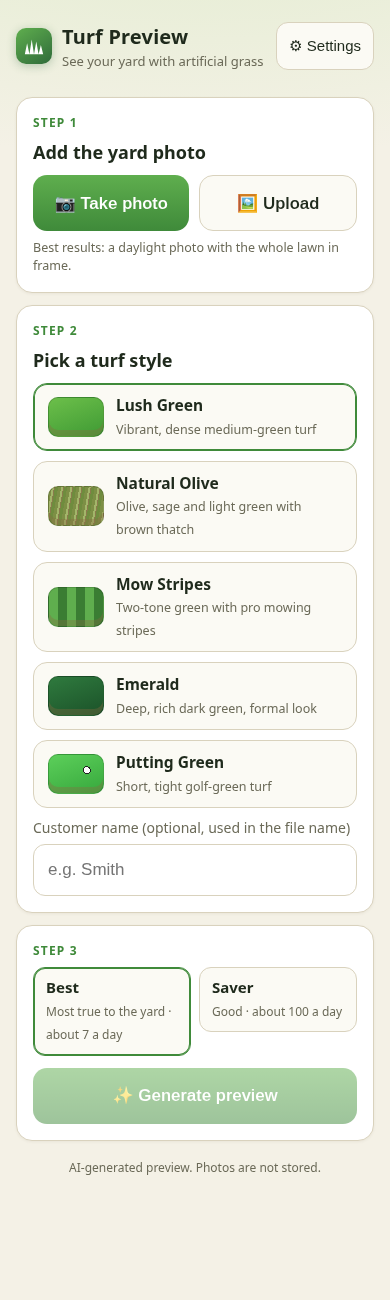 Turf Preview
See your yard with artificial grass
⚙ Settings
STEP 1
Add the yard photo
📷 Take photo
🖼️ Upload
Best results: a daylight photo with the whole lawn in
frame.
STEP 2
Pick a turf style
Lush Green
Vibrant, dense medium-green turf
Natural Olive
Olive, sage and light green with
brown thatch
Mow Stripes
Two-tone green with pro mowing
stripes
Emerald
Deep, rich dark green, formal look
Putting Green
Short, tight golf-green turf
Customer name (optional, used in the file name)
e.g. Smith
STEP 3
Best
Most true to the yard ·
about 7 a day
Saver
Good · about 100 a day
✨ Generate preview
AI-generated preview. Photos are not stored.